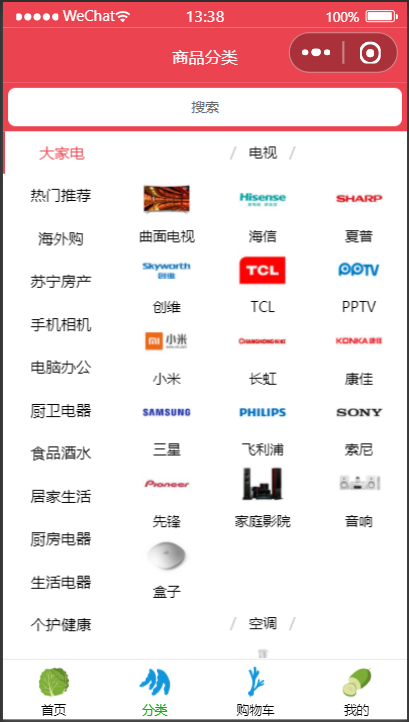 WeChat 13:38 100%
商品分类
搜索
大家电
热门推荐
海外购
苏宁房产
手机相机
电脑办公
厨卫电器
食品酒水
居家生活
厨房电器
生活电器
个护健康
/ 电视 /
Hisense SHARP
曲面电视 海信 夏普
Skyworth 创维 TCL PPTV
创维 TCL PPTV
小米 CHANGHONG 长虹 KONKA 康佳
小米 长虹 康佳
SAMSUNG PHILIPS SONY
三星 飞利浦 索尼
Pioneer
先锋 家庭影院 音响
盒子
/ 空调 /
首页 分类 购物车 我的